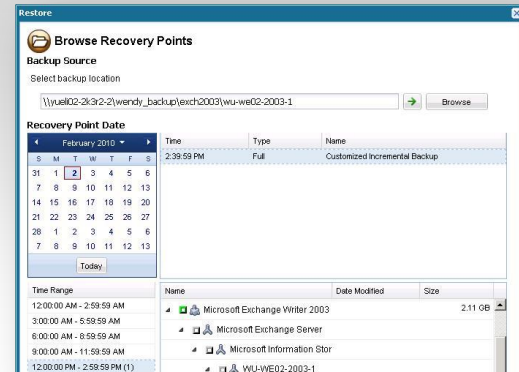 Restore
Browse Recovery Points
Backup Source
Select backup location
\\yueli02-2k3r2-2\wendy_backup\exch2003\wu-we02-2003-1
Browse
Recovery Point Date
February 2010
S M T W T F S
31 1 2 3 4 5 6
7 8 9 10 11 12 13
14 15 16 17 18 19 20
21 22 23 24 25 26 27
28 1 2 3 4 5 6
7 8 9 10 11 12 13
Today
Time Type Name
2:39:59 PM Full Customized Incremental Backup
Time Range
12:00:00 AM - 2:59:59 AM
3:00:00 AM - 5:59:59 AM
6:00:00 AM - 8:59:59 AM
9:00:00 AM - 11:59:59 AM
12:00:00 PM - 2:59:59 PM (1)
Name Date Modified Size
Microsoft Exchange Writer 2003 2.11 GB
Microsoft Exchange Server
Microsoft Information Stor
WU-WE02-2003-1